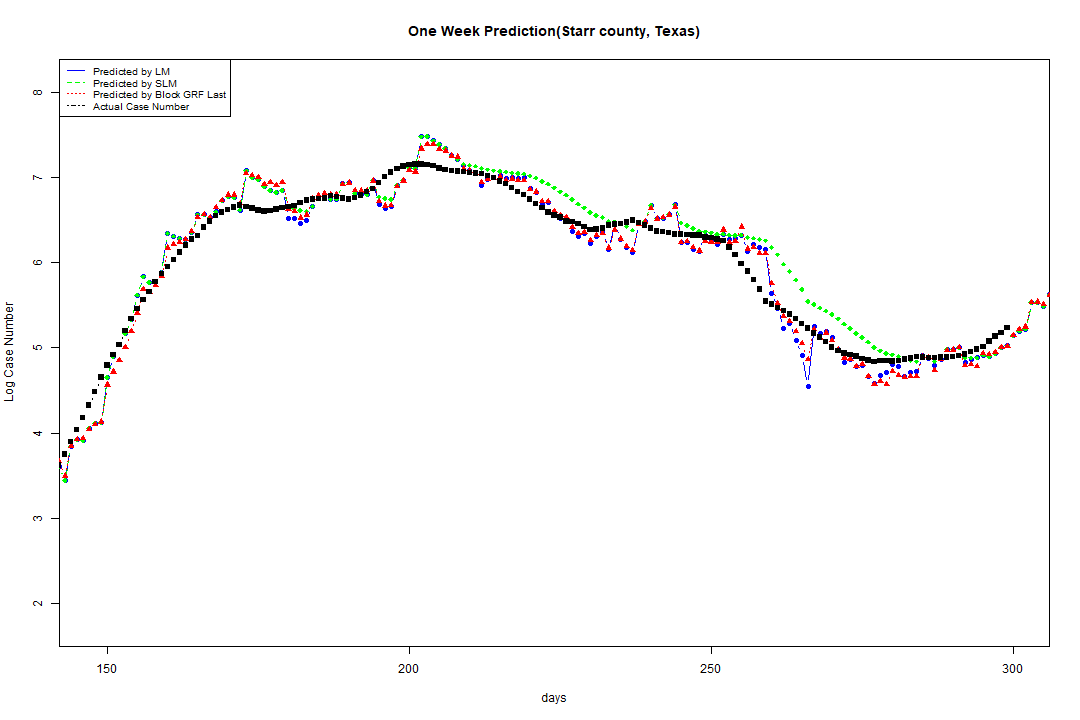 One Week Prediction(Starr county, Texas)
Predicted by LM
Predicted by SLM
Predicted by Block GRF Last
Actual Case Number
8
7
6
5
4
3
2
Log Case Number
150 200 250 300
days